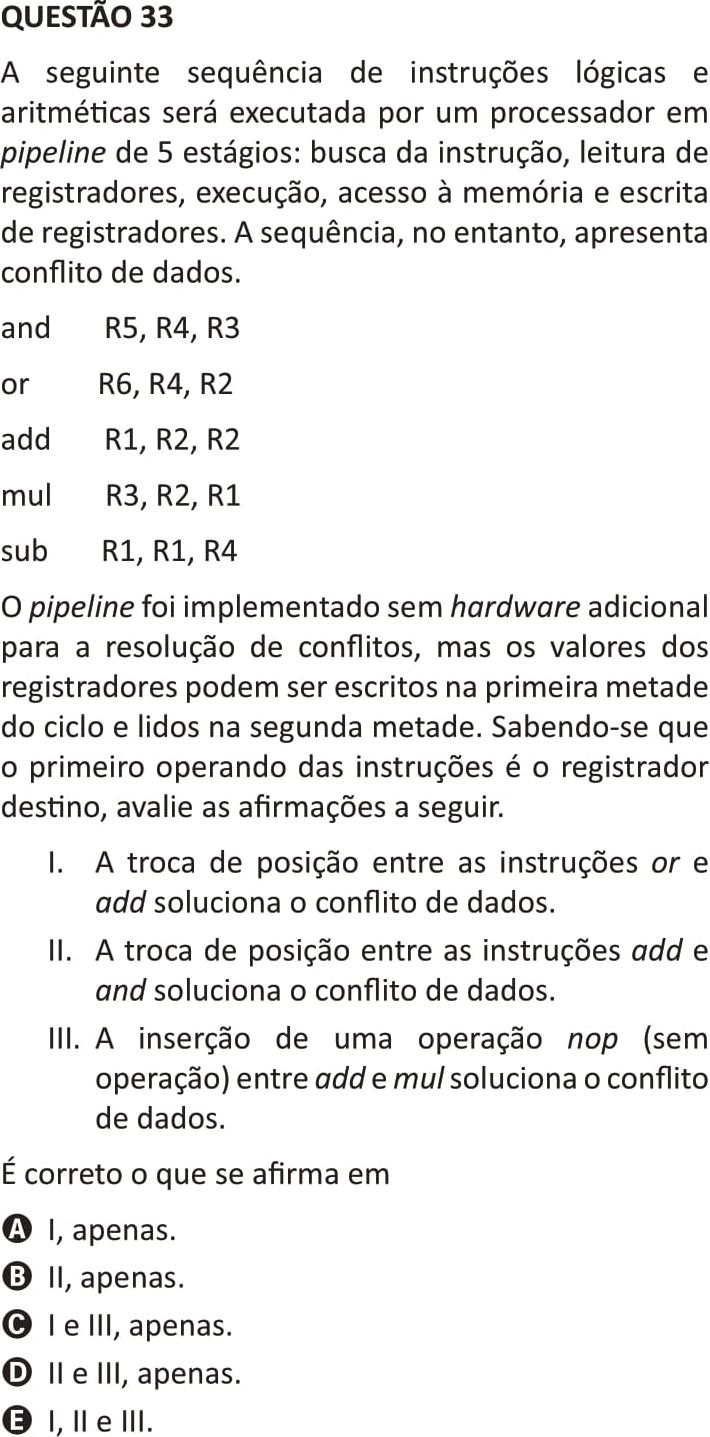 QUESTÃO 33
A seguinte sequência de instruções lógicas e
aritméticas será executada por um processador em
pipeline de 5 estágios: busca da instrução, leitura de
registradores, execução, acesso à memória e escrita
de registradores. A sequência, no entanto, apresenta
conflito de dados.
and R5, R4, R3
or R6, R4, R2
add R1, R2, R2
mul R3, R2, R1
sub R1, R1, R4
O pipeline foi implementado sem hardware adicional
para a resolução de conflitos, mas os valores dos
registradores podem ser escritos na primeira metade
do ciclo e lidos na segunda metade. Sabendo-se que
o primeiro operando das instruções é o registrador
destino, avalie as afirmações a seguir.
I. A troca de posição entre as instruções or e
add soluciona o conflito de dados.
II. A troca de posição entre as instruções add e
and soluciona o conflito de dados.
III. A inserção de uma operação nop (sem
operação) entre add e mul soluciona o conflito
de dados.
É correto o que se afirma em
A I, apenas.
B II, apenas.
C I e III, apenas.
D II e III, apenas.
E I, II e III.